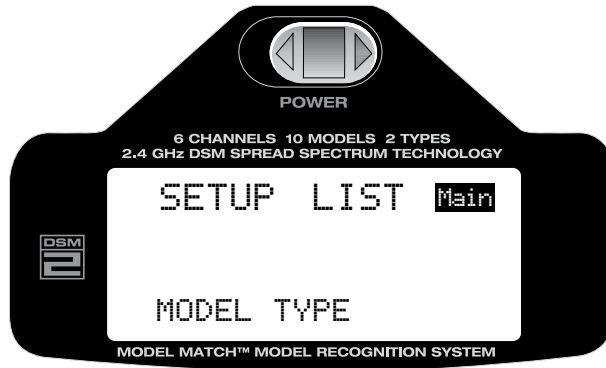 POWER
6 CHANNELS 10 MODELS 2 TYPES
2.4 GHz DSM SPREAD SPECTRUM TECHNOLOGY
SETUP LIST Main
DSM
2
MODEL TYPE
MODEL MATCH™ MODEL RECOGNITION SYSTEM